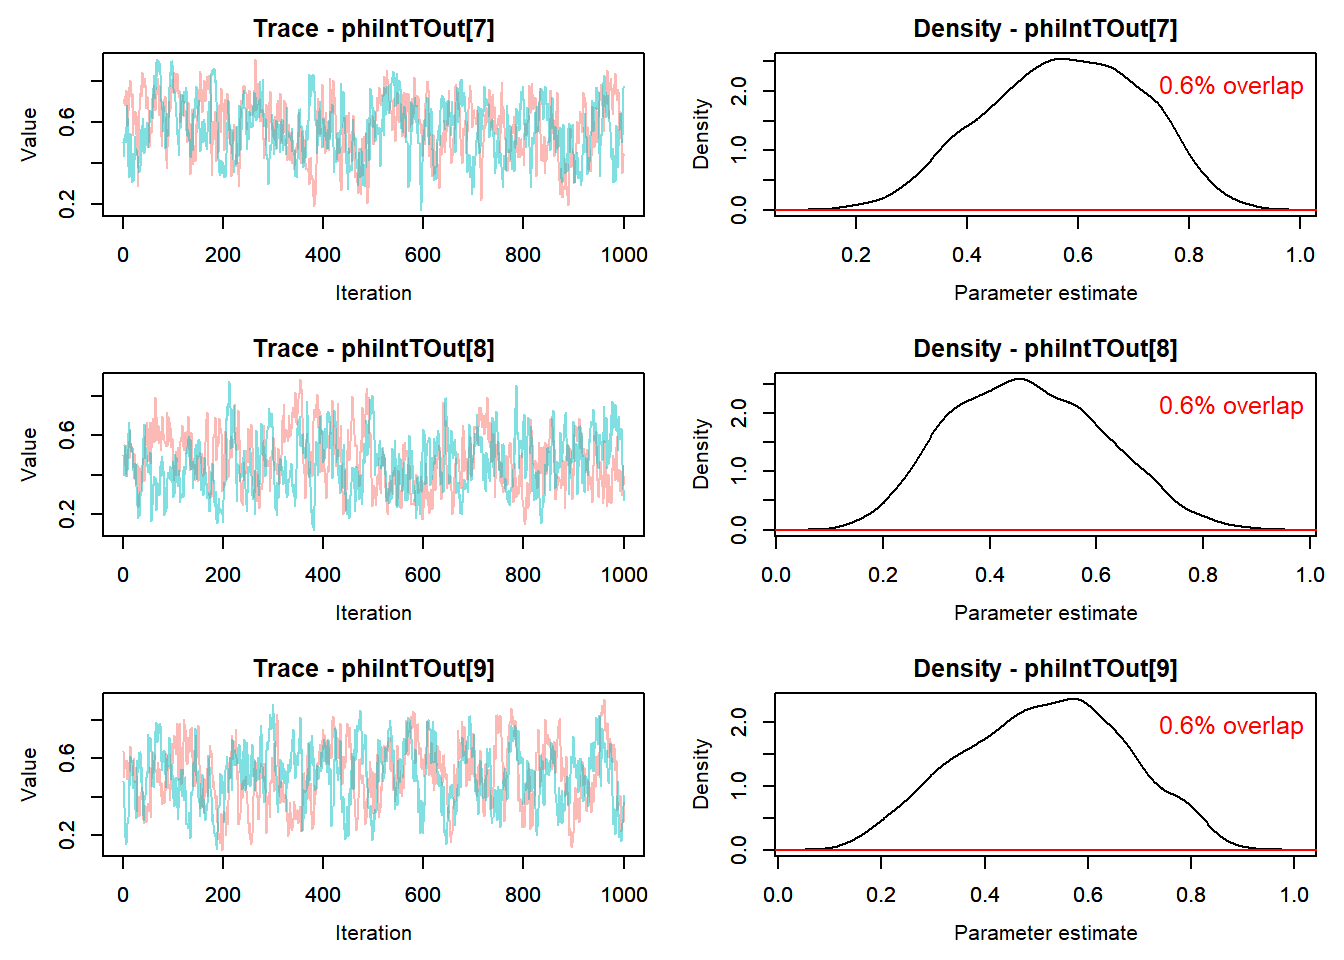 Trace - phiIntTOut[7]
Value
0.2
0.6
0
200
400
600
800
1000
Iteration
Density - phiIntTOut[7]
Density
0.0
1.0
2.0
0.6% overlap
0.2
0.4
0.6
0.8
1.0
Parameter estimate
Trace - phiIntTOut[8]
Value
0.2
0.6
0
200
400
600
800
1000
Iteration
Density - phiIntTOut[8]
Density
0.0
1.0
2.0
0.6% overlap
0.0
0.2
0.4
0.6
0.8
1.0
Parameter estimate
Trace - phiIntTOut[9]
Value
0.2
0.6
0
200
400
600
800
1000
Iteration
Density - phiIntTOut[9]
Density
0.0
1.0
2.0
0.6% overlap
0.0
0.2
0.4
0.6
0.8
1.0
Parameter estimate